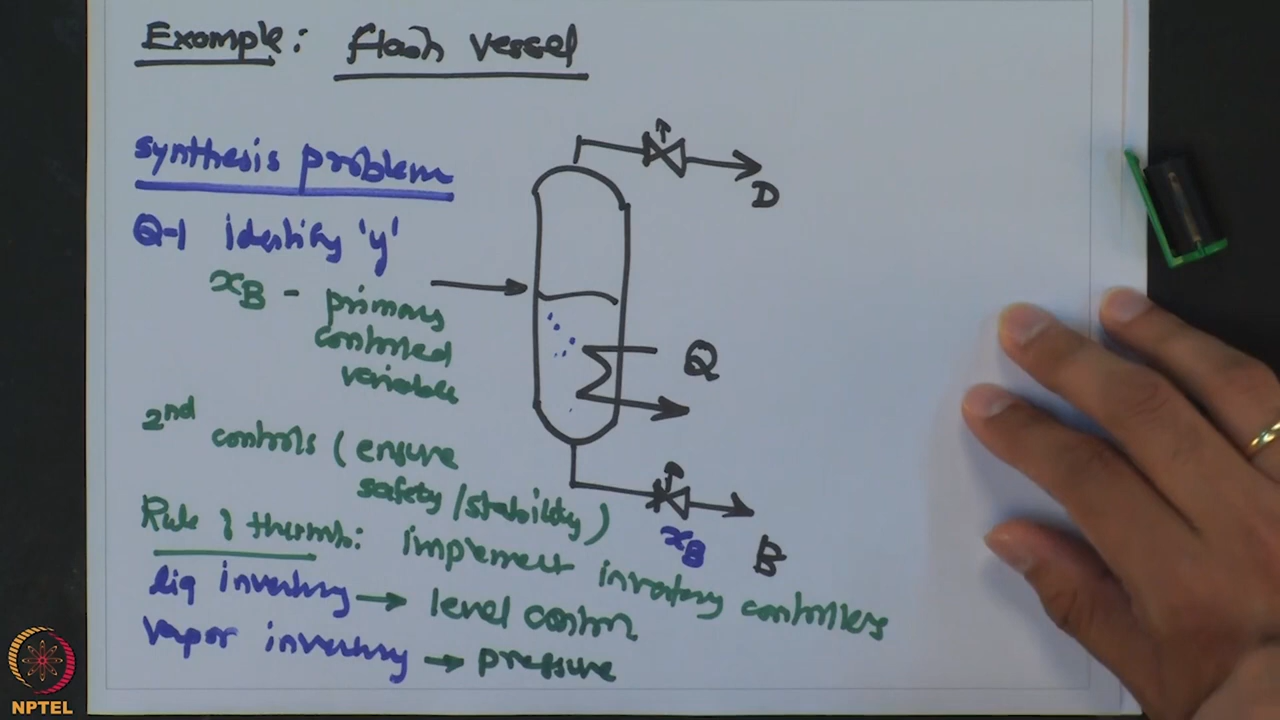 Example: flash vessel
synthesis problem
Q-1 Identify 'y'
xB - primary
controlled
variable
2nd
controls (ensure
safety/stability)
Rule of thumb: implement inventory controllers
liq inventory → level control
vapor inventory → pressure
D
Q
xB
B
NPTEL